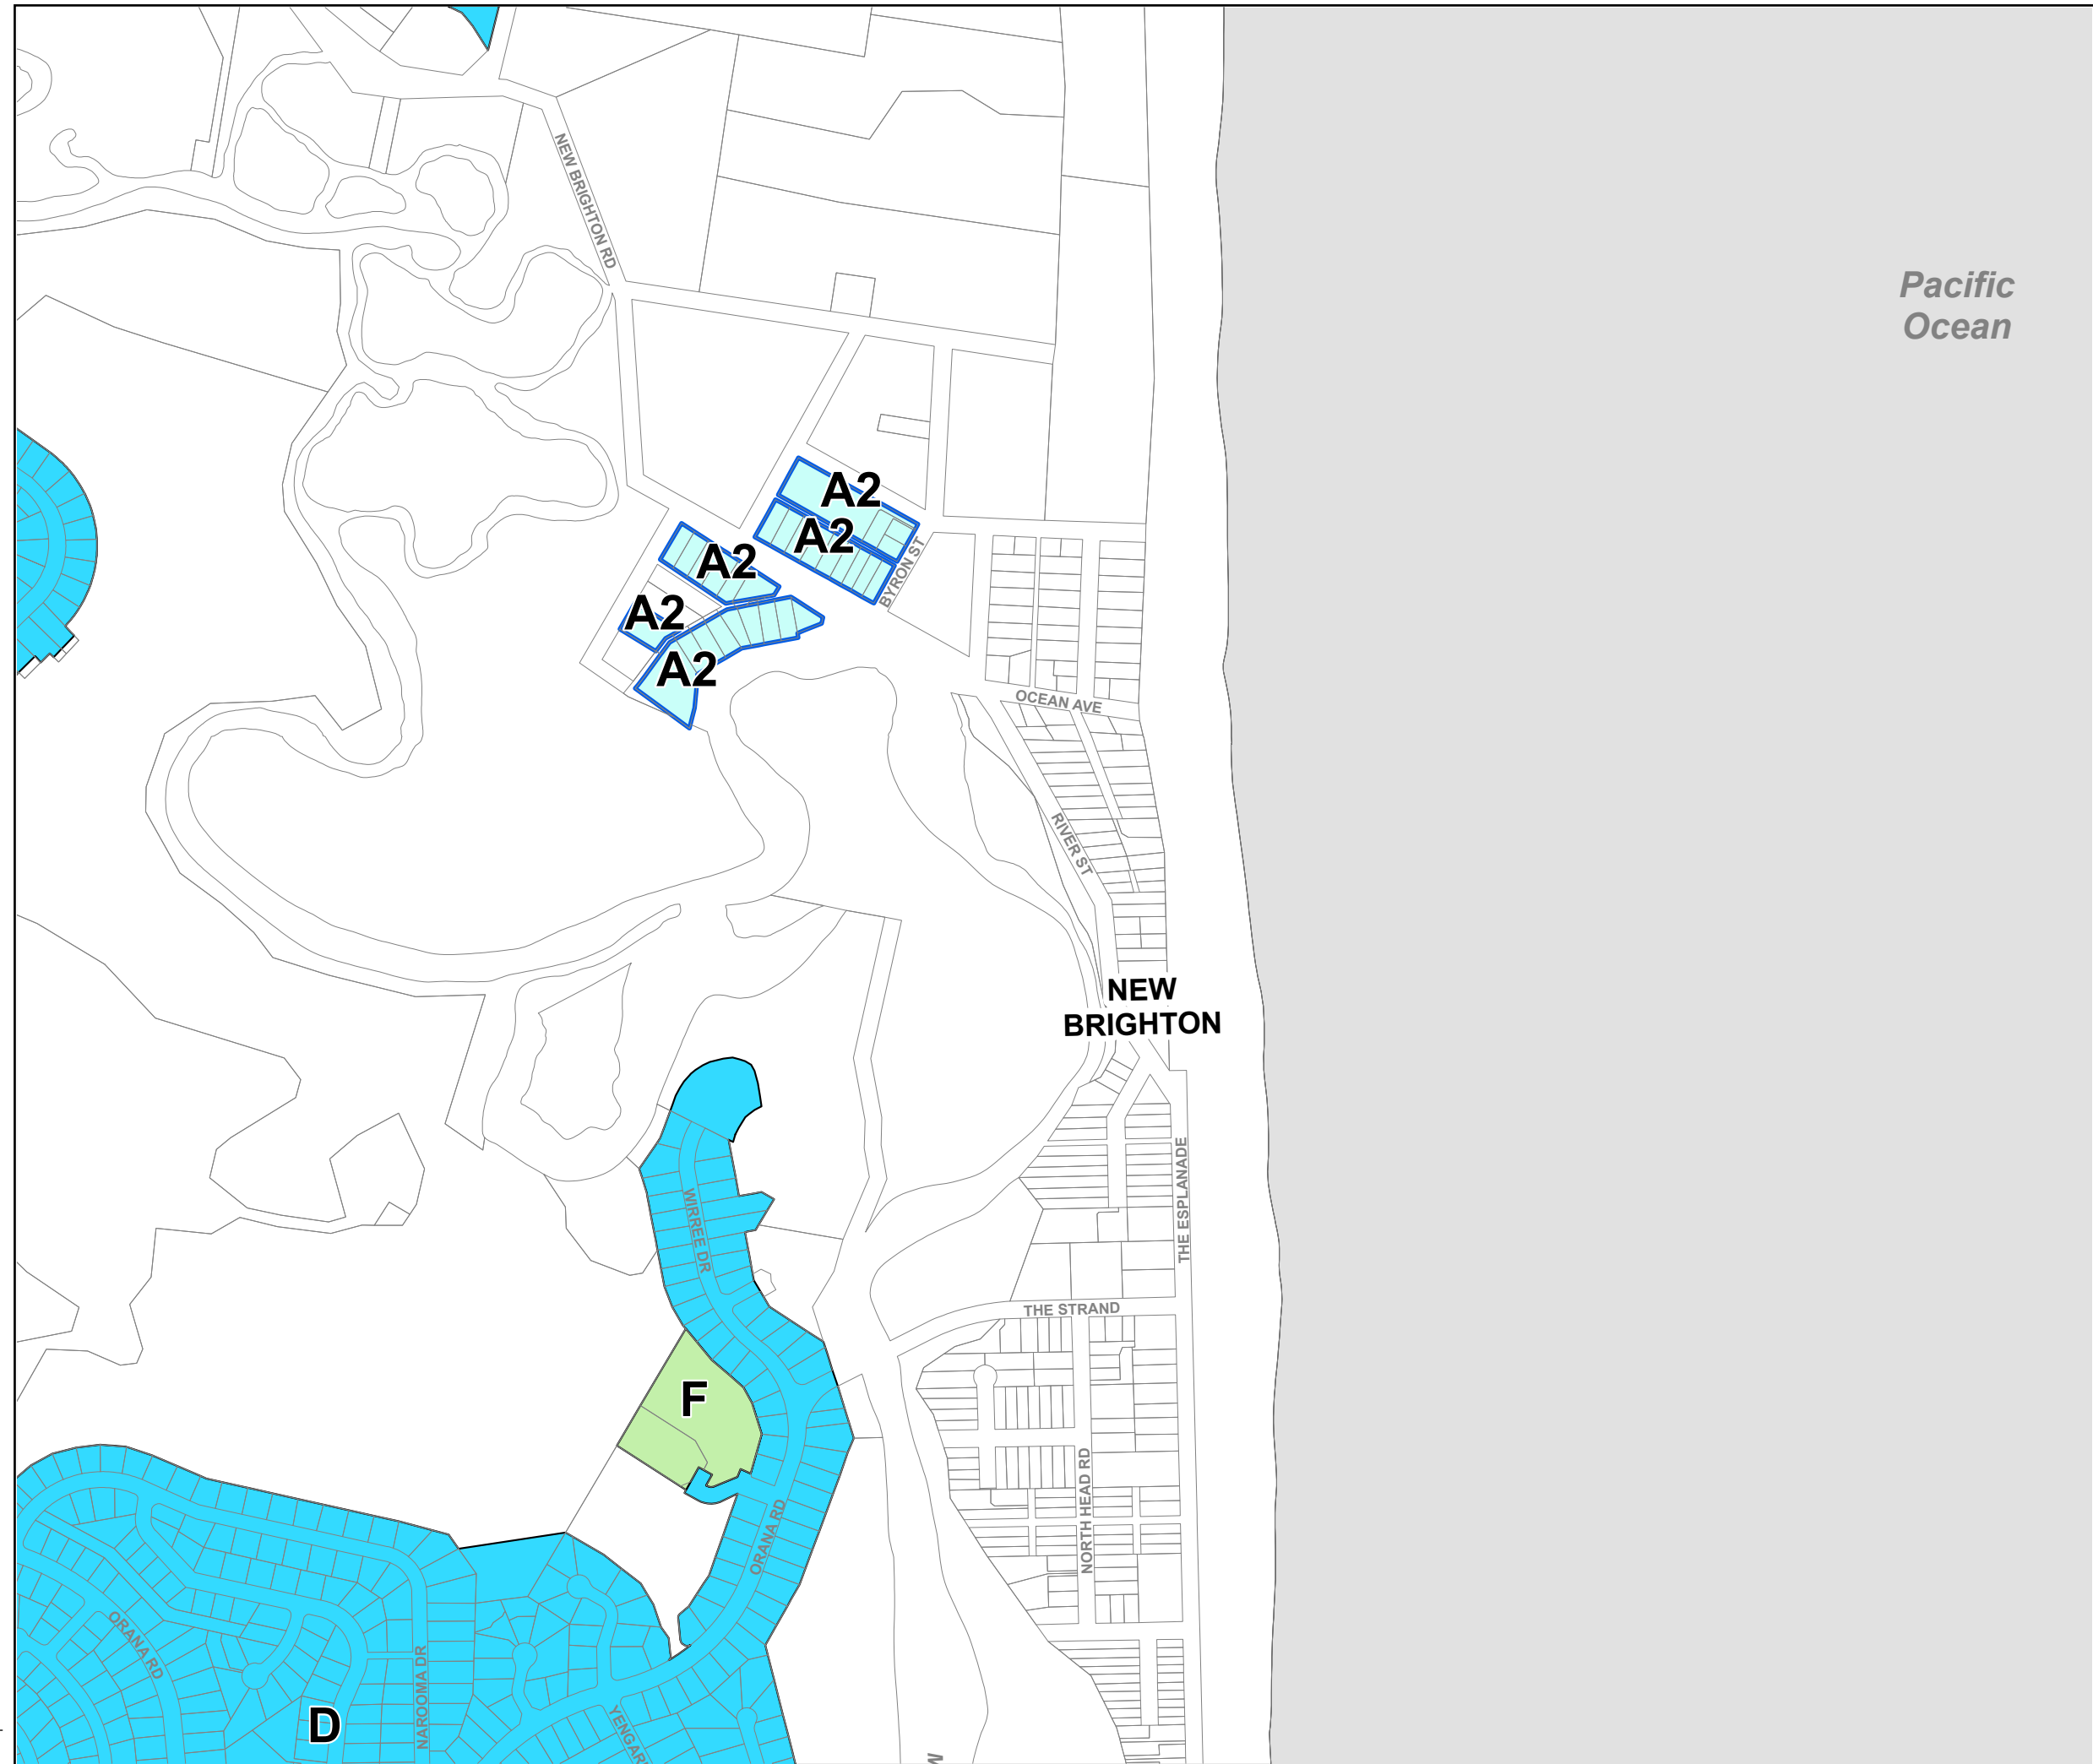 NEW BRIGHTON RD
Pacific
Ocean
A2
A2
A2
A2
A2
BYRON ST
OCEAN AVE
RIVER ST
NEW
BRIGHTON
THE ESPLANADE
WIRREE DR
THE STRAND
F
NORTH HEAD RD
ORANA RD
ORANA RD
NAROOMA DR
D
W